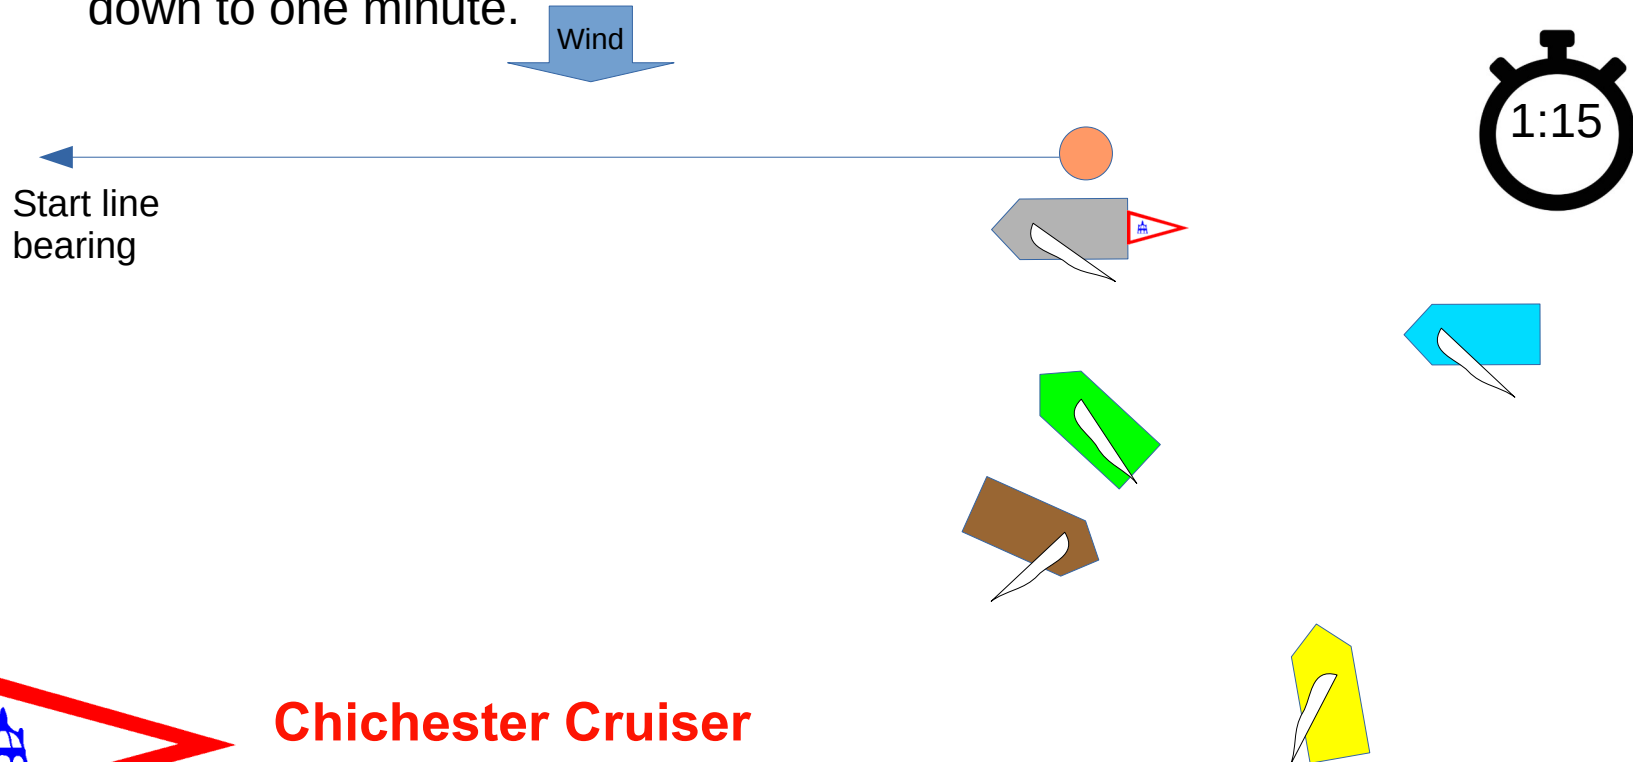 down to one minute.
Wind
1:15
Start line
bearing
Chichester Cruiser